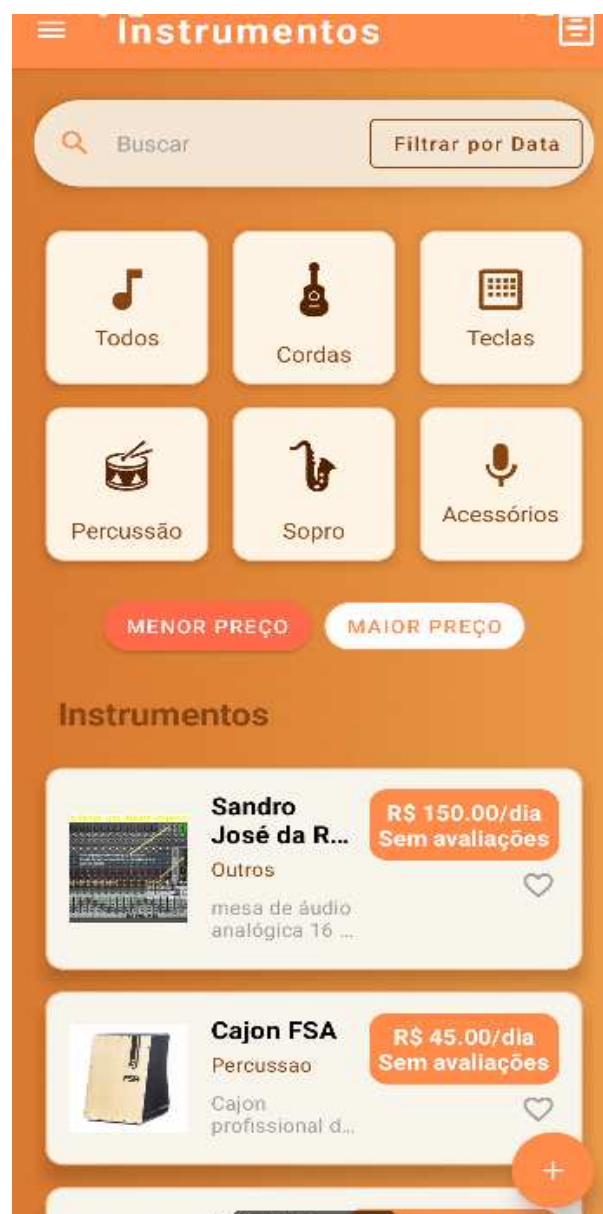 Instrumentos
Buscar
Filtrar por Data
Todos
Cordas
Teclas
Percussão
Sopro
Acessórios
MENOR PREÇO
MAIOR PREÇO
Instrumentos
Sandro
José da R...
R$ 150.00/dia
Sem avaliações
Outros
mesa de áudio
analógica 16 ...
Cajon FSA
R$ 45.00/dia
Sem avaliações
Percussao
Cajon
profissional d...
FSA
+